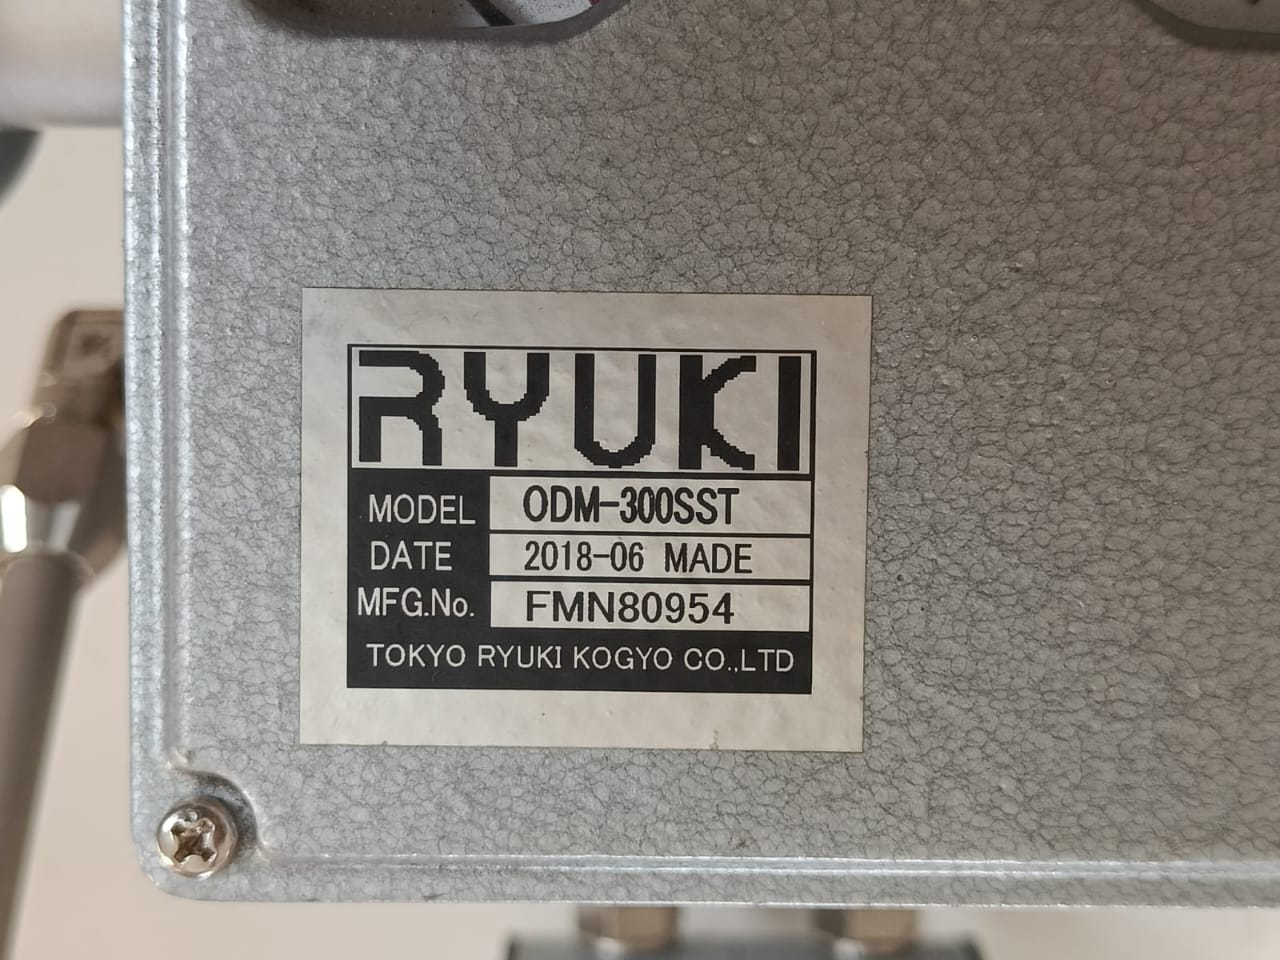 RYUKI
MODEL ODM-300SST
DATE 2018-06 MADE
MFG.No. FMN80954
TOKYO RYUKI KOGYO CO.,LTD